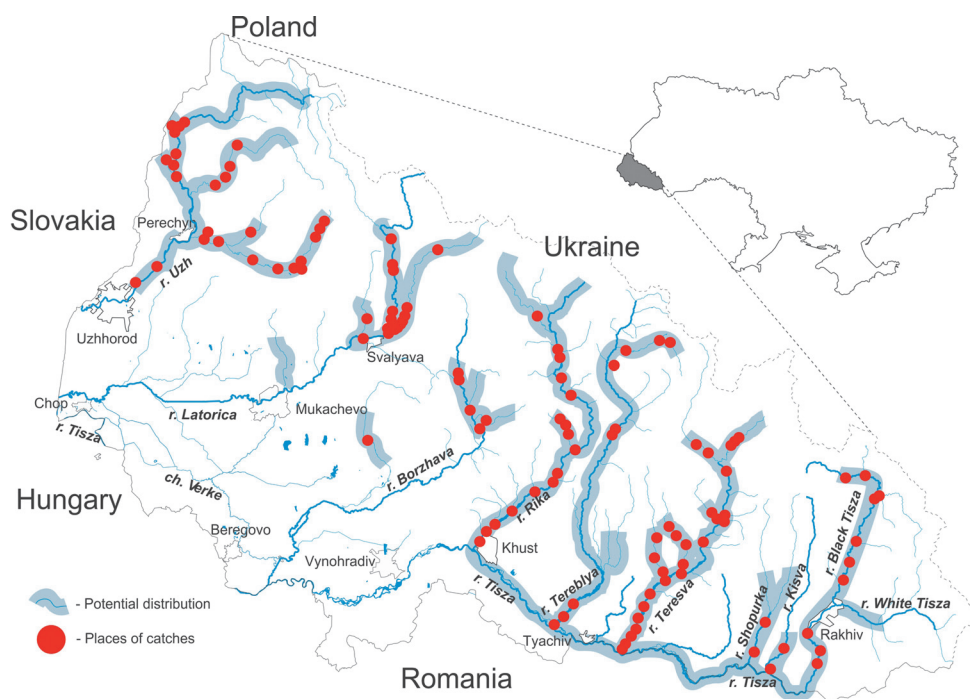 Poland
Slovakia
Perechyn
r. Uzh
Ukraine
Uzhhorod
Svalyava
Chop
r. Latorica
Mukachevo
r. Tisza
ch. Verke
r. Borzhava
Hungary
r. Rika
r. Black Tisza
Beregovo
Vynohradiv
Khust
r. Tisza
r. Tereblya
r. Teresva
r. Shopurka
r. Kisva
r. White Tisza
- Potential distribution
- Places of catches
Tyachiv
Rakhiv
r. Tisza
Romania